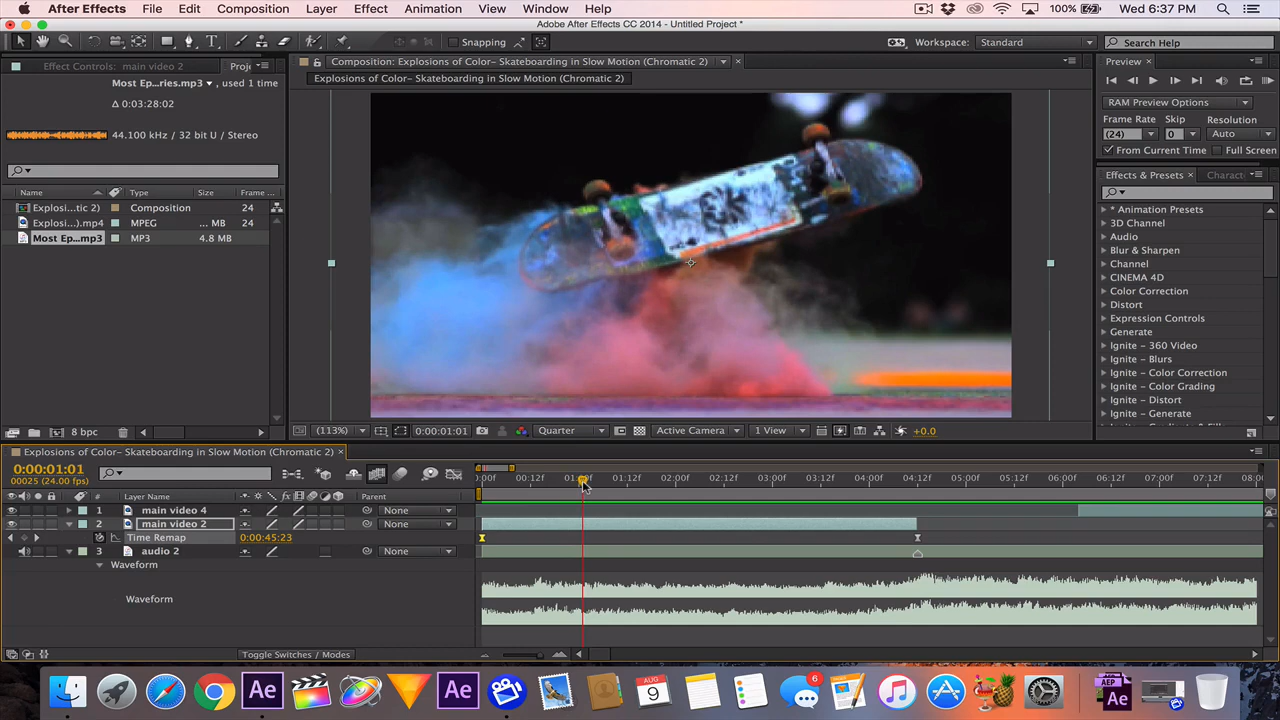 After Effects CC File Edit Composition Layer Effect Animation View Window Help 100% Wed 6:37 PM
Adobe After Effects CC 2014 - Untitled Project *
Snapping Workspace: Standard Search Help
Effect Controls: main video 2 Proje
Composition: Explosions of Color- Skateboarding in Slow Motion (Chromatic 2)
Preview
Most Ep...ries.mp3 , used 1 time
Explosions of Color- Skateboarding in Slow Motion (Chromatic 2)
Δ 0:03:28:02
RAM Preview Options
Frame Rate Skip Resolution
44.100 kHz / 32 bit U / Stereo
(24) 0 Auto
From Current Time Full Screen
Effects & Presets Charact
Name Type Size Frame ...
Explosi...tic 2) Composition 24
Explosi...).mp4 MPEG ... MB 24
Most Ep...mp3 MP3 4.8 MB
* Animation Presets
3D Channel
Audio
Blur & Sharpen
Channel
CINEMA 4D
Color Correction
Distort
Expression Controls
Generate
Ignite - 360 Video
Ignite - Blurs
Ignite - Color Correction
Ignite - Color Grading
Ignite - Distort
Ignite - Generate
8 bpc (113%) 0:00:01:01 Quarter Active Camera 1 View +0.0
Explosions of Color- Skateboarding in Slow Motion (Chromatic 2)
0:00:01:01
00025 (24.00 fps)
:00f 00:12f 01:00f 01:12f 02:00f 02:12f 03:00f 03:12f 04:00f 04:12f 05:00f 05:12f 06:00f 06:12f 07:00f 07:12f 08:0
# Layer Name Parent
1 main video 4 None
2 main video 2 None
Time Remap 0:00:45:23
3 audio 2 None
Waveform
Waveform
Toggle Switches / Modes
Ae Ae AUG 9 6 AEP Ae